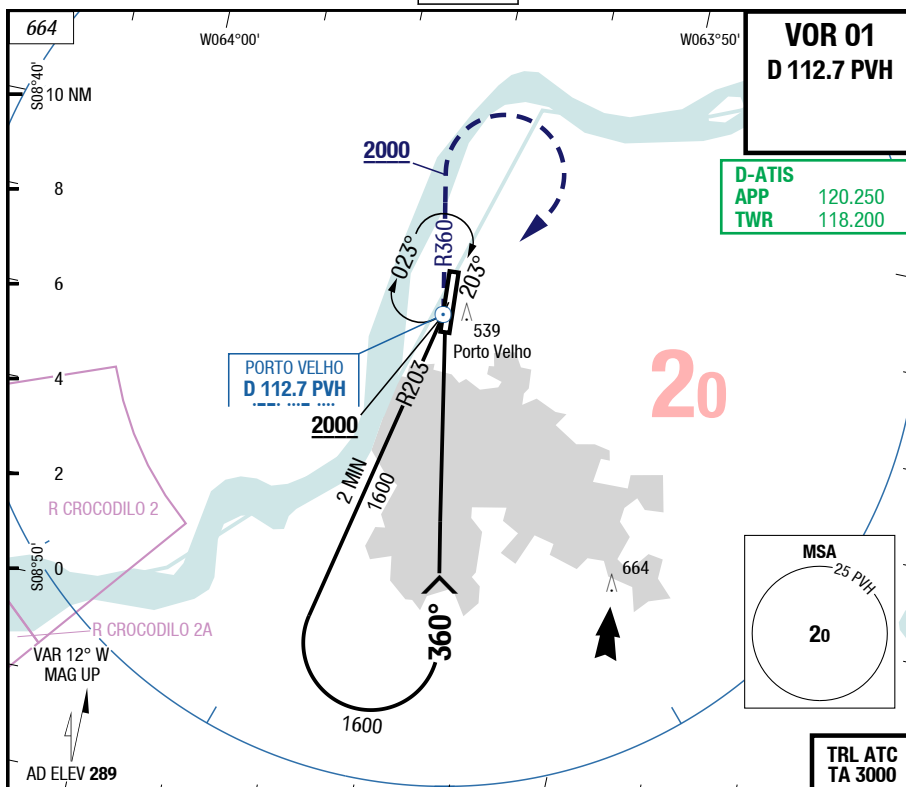 664
W064°00'
W063°50'
VOR 01
D 112.7 PVH
S08°40'
10 NM
2000
D-ATIS
APP 120.250
TWR 118.200
8
023°
R360
203°
6
539
Porto Velho
PORTO VELHO
D 112.7 PVH
4
R203
20
2000
2 MIN
1600
2
R CROCODILO 2
S08°50'
0
664
MSA
25 PVH
20
R CROCODILO 2A
360°
VAR 12° W
MAG UP
1600
AD ELEV 289
TRL ATC
TA 3000